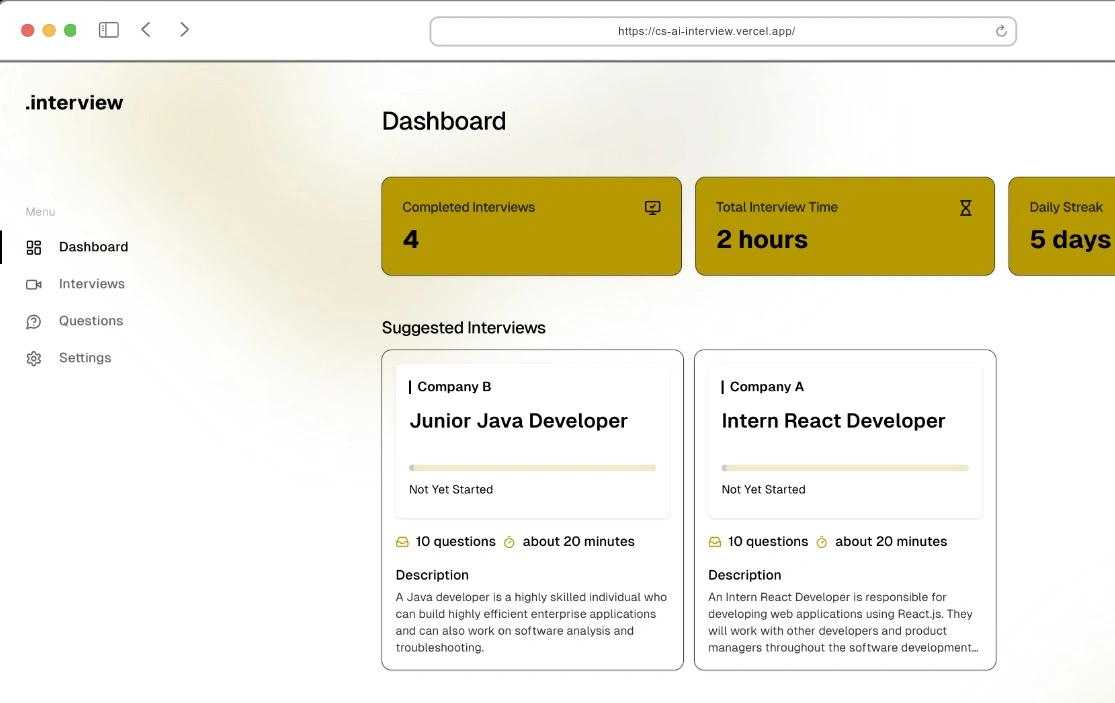 https://cs-ai-interview.vercel.app/
.interview
Dashboard
Completed Interviews
4
Total Interview Time
2 hours
Daily Streak
5 days
Menu
Dashboard
Interviews
Questions
Settings
Suggested Interviews
Company B
Junior Java Developer
Not Yet Started
10 questions about 20 minutes
Description
A Java developer is a highly skilled individual who
can build highly efficient enterprise applications
and can also work on software analysis and
troubleshooting.
Company A
Intern React Developer
Not Yet Started
10 questions about 20 minutes
Description
An Intern React Developer is responsible for
developing web applications using React.js. They
will work with other developers and product
managers throughout the software development…